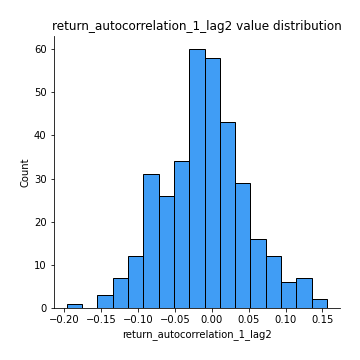 return_autocorrelation_1_lag2 value distribution
60
50
40
30
20
10
0
Count
−0.20 −0.15 −0.10 −0.05 0.00 0.05 0.10 0.15
return_autocorrelation_1_lag2